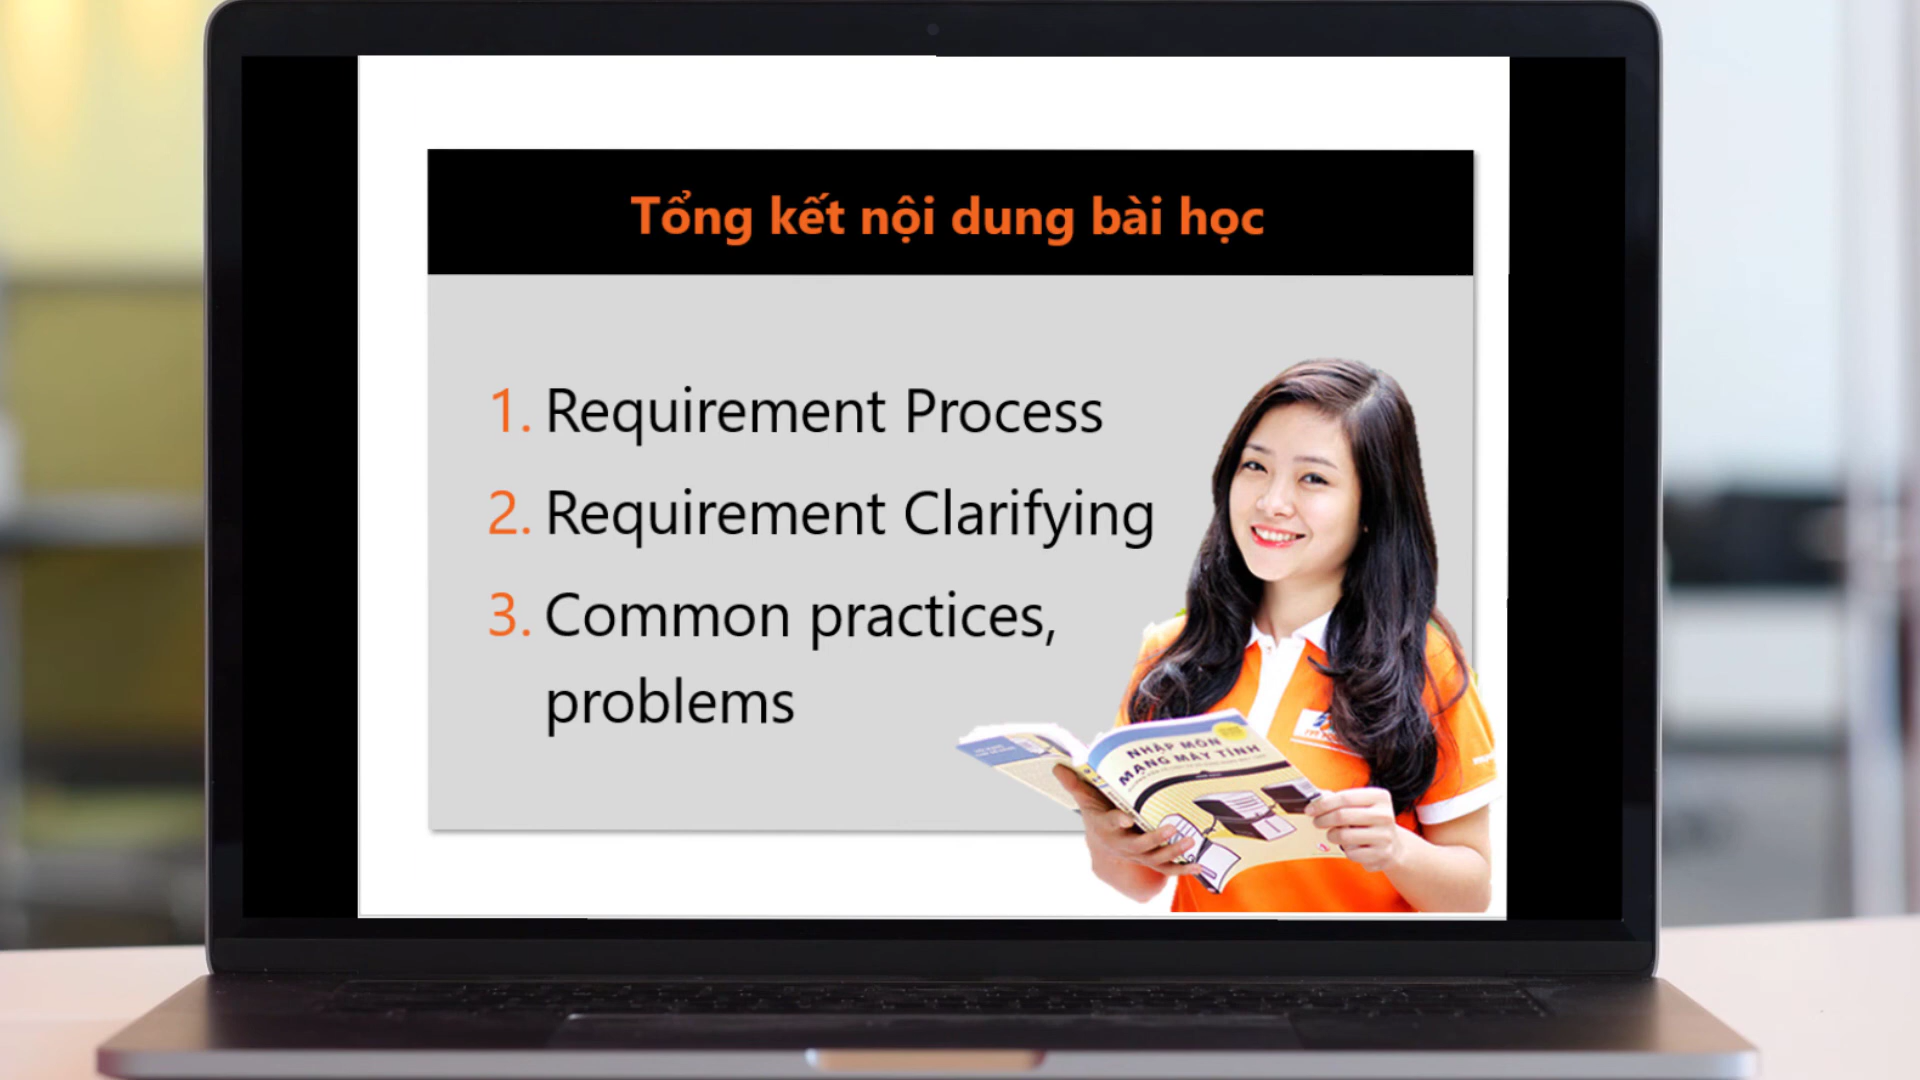 Tổng kết nội dung bài học
1. Requirement Process
2. Requirement Clarifying
3. Common practices,
problems
NHẬP MÔN
MẠNG MÁY TÍNH